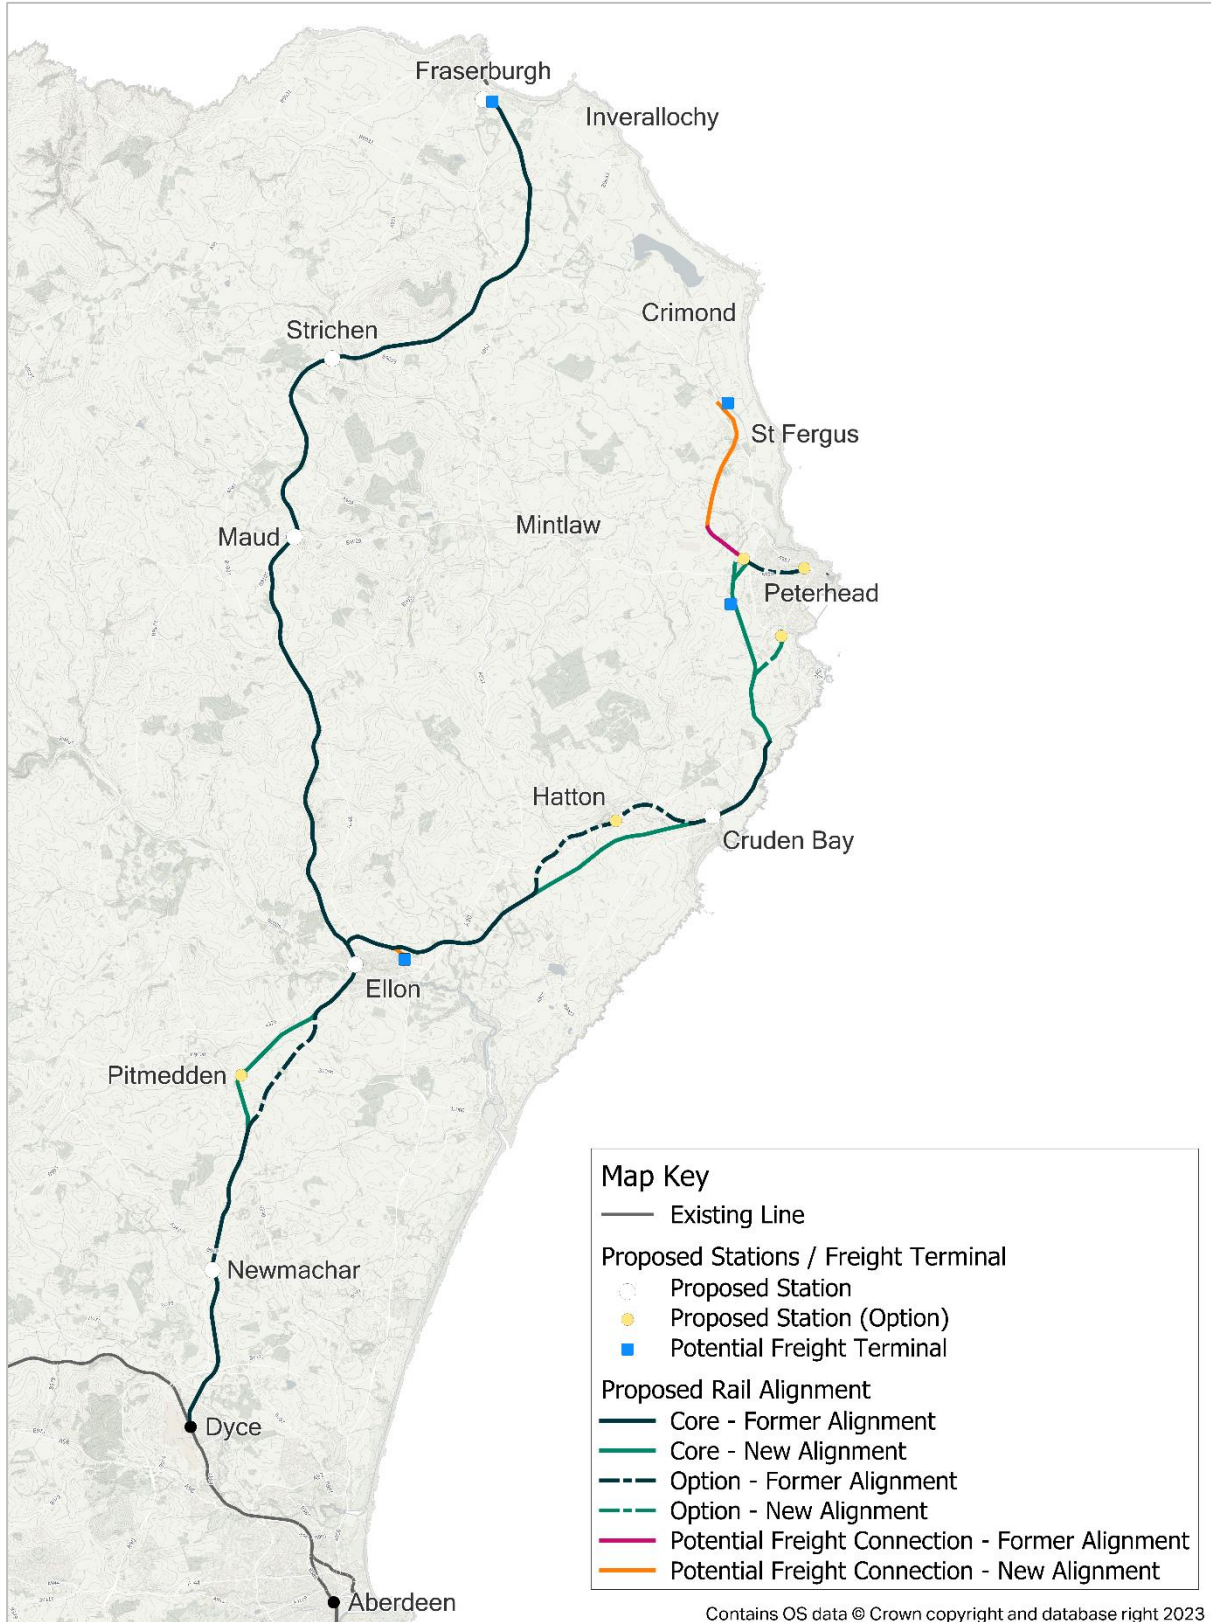 Fraserburgh
Inverallochy
Crimond
Strichen
St Fergus
Mintlaw
Maud
Peterhead
Hatton
Cruden Bay
Ellon
Pitmedden
Newmachar
Dyce
Aberdeen
Map Key
Existing Line
Proposed Stations / Freight Terminal
Proposed Station
Proposed Station (Option)
Potential Freight Terminal
Proposed Rail Alignment
Core - Former Alignment
Core - New Alignment
Option - Former Alignment
Option - New Alignment
Potential Freight Connection - Former Alignment
Potential Freight Connection - New Alignment
Contains OS data © Crown copyright and database right 2023